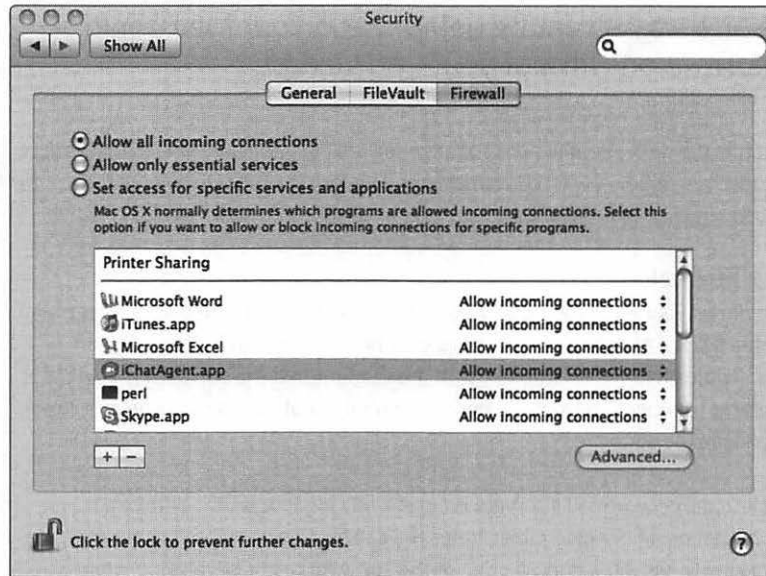 Security
Show All
General FileVault Firewall
Allow all incoming connections
Allow only essential services
Set access for specific services and applications
Mac OS X normally determines which programs are allowed incoming connections. Select this
option if you want to allow or block incoming connections for specific programs.
Printer Sharing
Microsoft Word Allow incoming connections
iTunes.app Allow incoming connections
Microsoft Excel Allow incoming connections
iChatAgent.app Allow incoming connections
perl Allow incoming connections
Skype.app Allow incoming connections
+ −
Advanced...
Click the lock to prevent further changes.
?